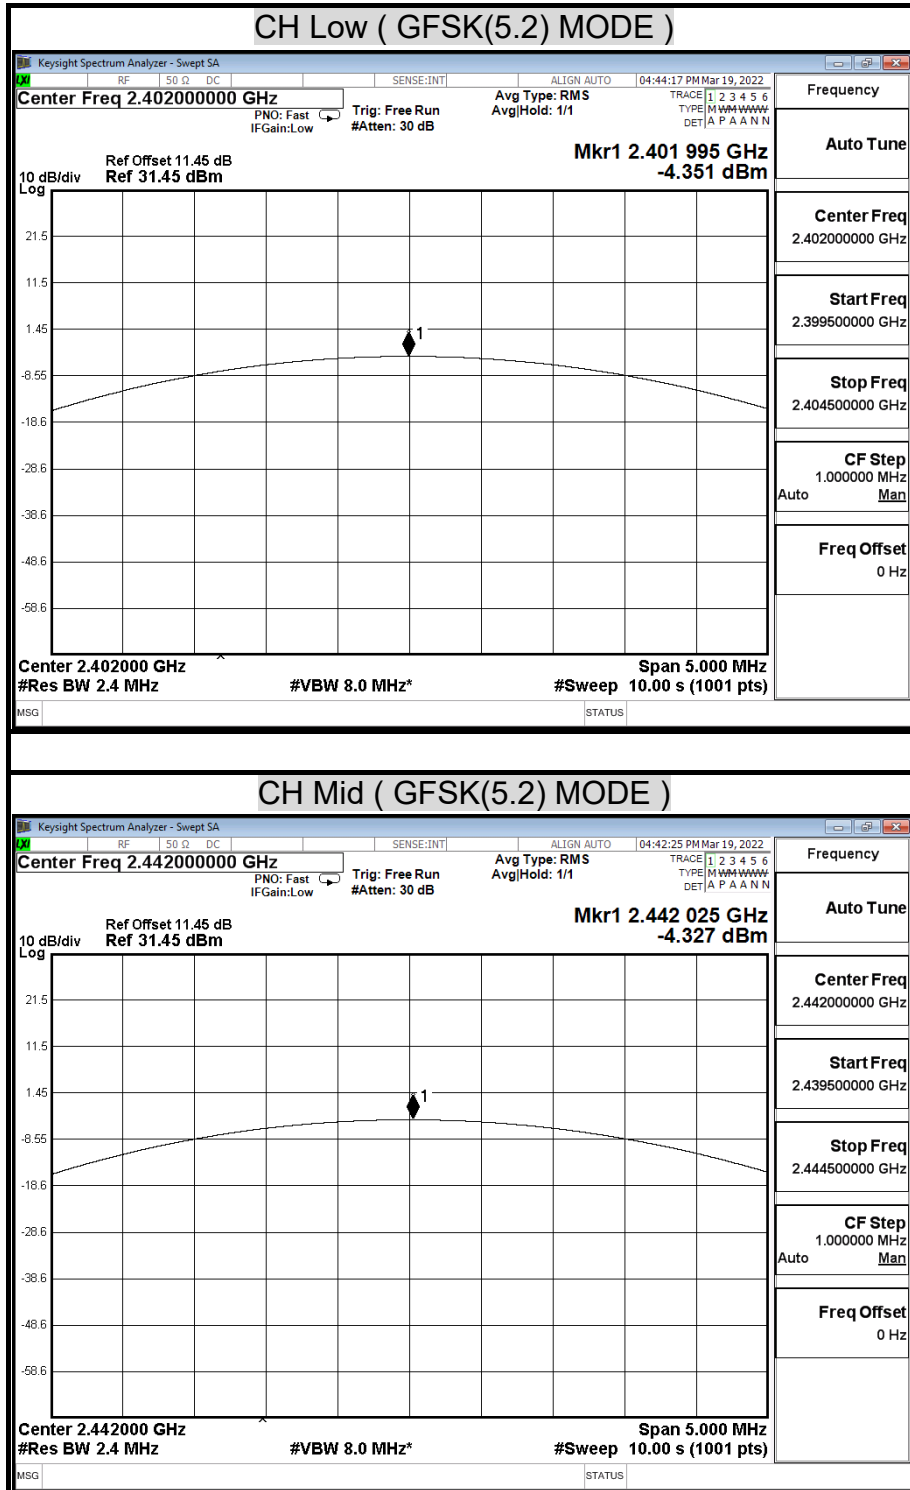 CH Low ( GFSK(5.2) MODE )
Keysight Spectrum Analyzer - Swept SA
LXI RF 50 Ω DC SENSE:INT ALIGN AUTO 04:44:17 PM Mar 19, 2022
Center Freq 2.402000000 GHz
PNO: Fast
IFGain:Low
Trig: Free Run
#Atten: 30 dB
Avg Type: RMS
Avg|Hold: 1/1
TRACE 1 2 3 4 5 6
TYPE M WM WWWW
DET A P A A N N
Ref Offset 11.45 dB
10 dB/div Ref 31.45 dBm
Log
Mkr1 2.401 995 GHz
-4.351 dBm
21.5
11.5
1.45
1
-8.55
-18.6
-28.6
-38.6
-48.6
-58.6
Center 2.402000 GHz Span 5.000 MHz
#Res BW 2.4 MHz #VBW 8.0 MHz* #Sweep 10.00 s (1001 pts)
MSG STATUS
Frequency
Auto Tune
Center Freq
2.402000000 GHz
Start Freq
2.399500000 GHz
Stop Freq
2.404500000 GHz
CF Step
1.000000 MHz
Auto Man
Freq Offset
0 Hz
CH Mid ( GFSK(5.2) MODE )
Keysight Spectrum Analyzer - Swept SA
LXI RF 50 Ω DC SENSE:INT ALIGN AUTO 04:42:25 PM Mar 19, 2022
Center Freq 2.442000000 GHz
PNO: Fast
IFGain:Low
Trig: Free Run
#Atten: 30 dB
Avg Type: RMS
Avg|Hold: 1/1
TRACE 1 2 3 4 5 6
TYPE M WM WWWW
DET A P A A N N
Ref Offset 11.45 dB
10 dB/div Ref 31.45 dBm
Log
Mkr1 2.442 025 GHz
-4.327 dBm
21.5
11.5
1.45
1
-8.55
-18.6
-28.6
-38.6
-48.6
-58.6
Center 2.442000 GHz Span 5.000 MHz
#Res BW 2.4 MHz #VBW 8.0 MHz* #Sweep 10.00 s (1001 pts)
MSG STATUS
Frequency
Auto Tune
Center Freq
2.442000000 GHz
Start Freq
2.439500000 GHz
Stop Freq
2.444500000 GHz
CF Step
1.000000 MHz
Auto Man
Freq Offset
0 Hz